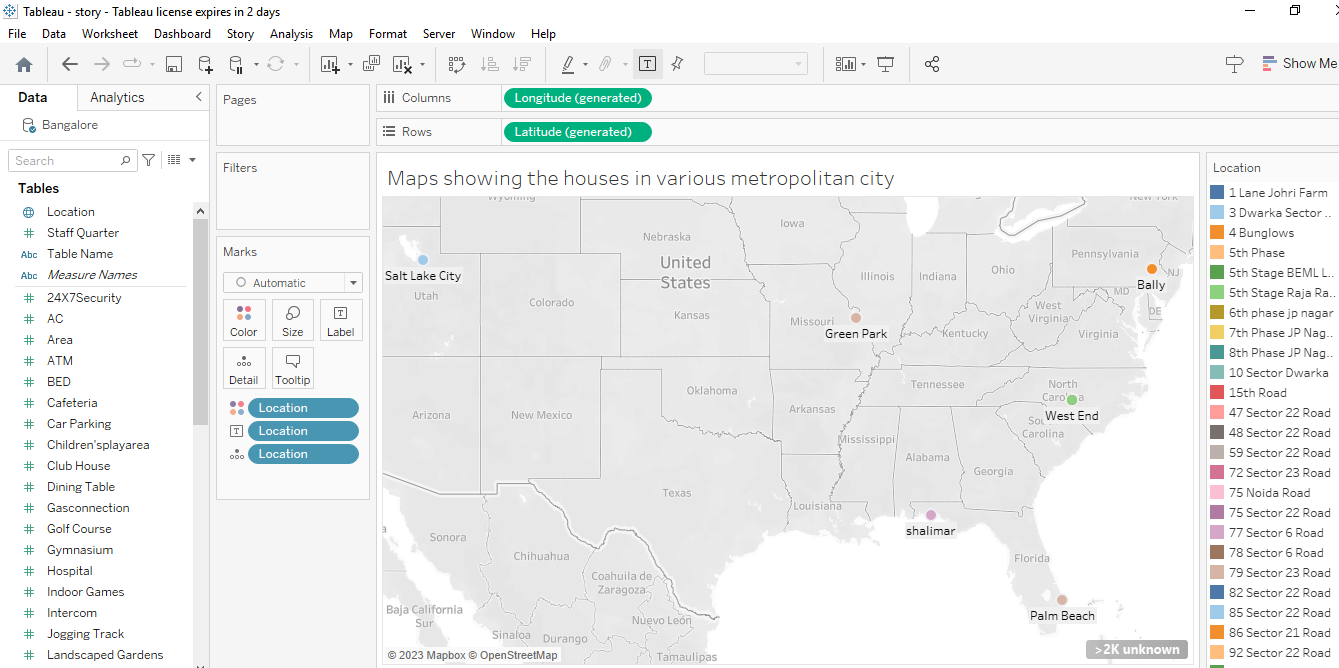 Tableau - story - Tableau license expires in 2 days
File Data Worksheet Dashboard Story Analysis Map Format Server Window Help
Show Me
Data Analytics
Bangalore
Search
Tables
Location
Staff Quarter
Abc Table Name
Abc Measure Names
24X7Security
AC
Area
ATM
BED
Cafeteria
Car Parking
Children'splayarea
Club House
Dining Table
Gasconnection
Golf Course
Gymnasium
Hospital
Indoor Games
Intercom
Jogging Track
Landscaped Gardens
Pages
Filters
Marks
Automatic
Color Size Label
Detail Tooltip
Location
Location
Location
Columns Longitude (generated)
Rows Latitude (generated)
Maps showing the houses in various metropolitan city
Wyoming
New York
Iowa
Nebraska
Pennsylvania
United
States
Salt Lake City
Illinois
Indiana
Ohio
NJ
Bally
Utah
Colorado
MD
Kansas
Missouri
West
Virginia
DE
Green Park
Kentucky
Virginia
Oklahoma
Tennessee
North
Carolina
Arizona
New Mexico
Arkansas
West End
South
Carolina
Mississippi
Alabama
Georgia
Texas
Louisiana
shalimar
Sonora
Chihuahua
Florida
Coahuila de
Zaragoza
Baja California
Sur
Nuevo León
Palm Beach
Sinaloa
Durango
Tamaulipas
© 2023 Mapbox © OpenStreetMap
>2K unknown
Location
1 Lane Johri Farm
3 Dwarka Sector ..
4 Bunglows
5th Phase
5th Stage BEML L..
5th Stage Raja Ra..
6th phase jp nagar
7th Phase JP Nag..
8th Phase JP Nag..
10 Sector Dwarka
15th Road
47 Sector 22 Road
48 Sector 22 Road
59 Sector 22 Road
72 Sector 23 Road
75 Noida Road
75 Sector 22 Road
77 Sector 6 Road
78 Sector 6 Road
79 Sector 23 Road
82 Sector 22 Road
85 Sector 22 Road
86 Sector 21 Road
92 Sector 22 Road